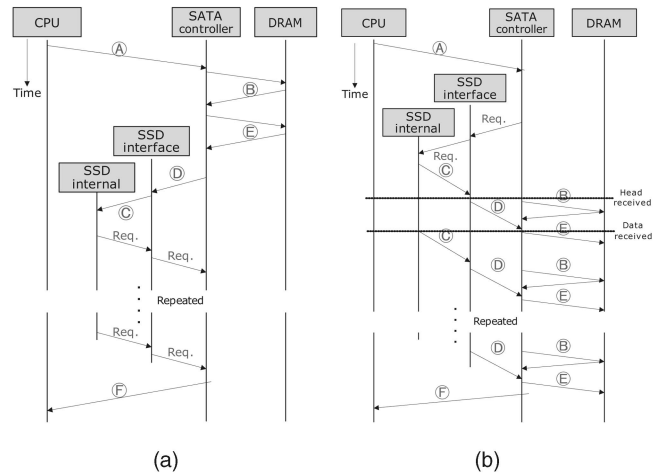 CPU
SATA
controller
DRAM
Ⓐ
Time
Ⓑ
Ⓔ
SSD
interface
SSD
internal
Ⓓ
Ⓒ
Req.
Req.
Repeated
Req.
Req.
Ⓕ
(a)
CPU
SATA
controller
DRAM
Ⓐ
Time
SSD
interface
SSD
internal
Req.
Req.
Ⓒ
Head
received
Ⓑ
Ⓓ
Data
received
Ⓔ
Ⓒ
Ⓓ
Ⓑ
Ⓔ
Repeated
Ⓓ
Ⓑ
Ⓔ
Ⓕ
(b)